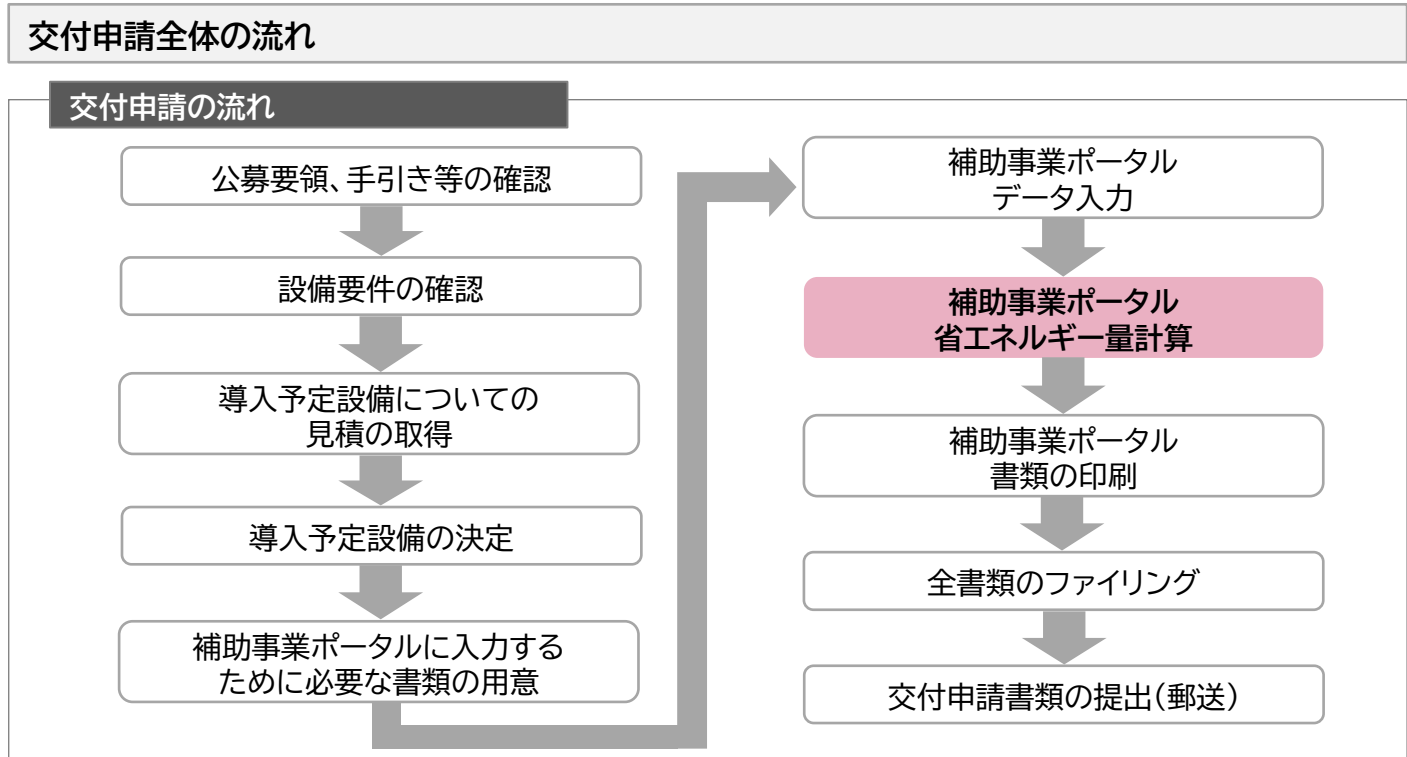 交付申請全体の流れ
交付申請の流れ
公募要領、手引き等の確認
設備要件の確認
導入予定設備についての
見積の取得
導入予定設備の決定
補助事業ポータルに入力する
ために必要な書類の用意
補助事業ポータル
データ入力
補助事業ポータル
省エネルギー量計算
補助事業ポータル
書類の印刷
全書類のファイリング
交付申請書類の提出(郵送)